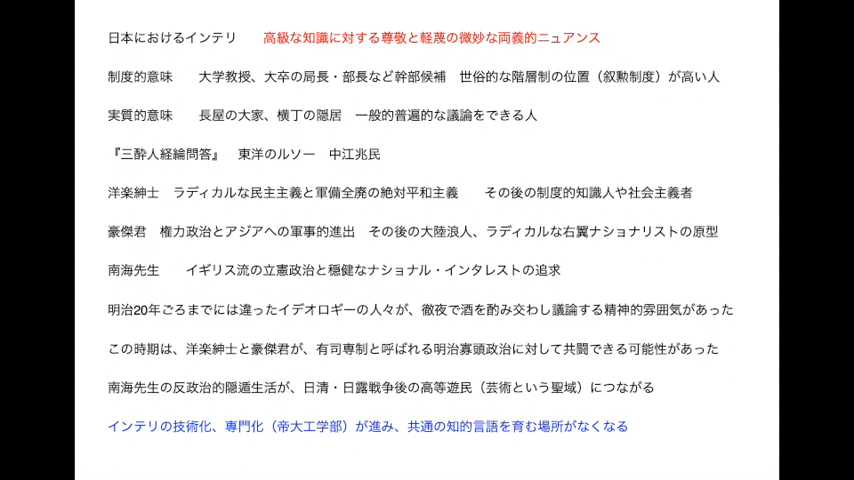 日本におけるインテリ　高級な知識に対する尊敬と軽蔑の微妙な両義的ニュアンス
制度的意味　大学教授、大卒の局長・部長など幹部候補　世俗的な階層制の位置（叙勲制度）が高い人
実質的意味　長屋の大家、横丁の隠居　一般的普遍的な議論をできる人
『三酔人経綸問答』　東洋のルソー　中江兆民
洋楽紳士　ラディカルな民主主義と軍備全廃の絶対平和主義　その後の制度的知識人や社会主義者
豪傑君　権力政治とアジアへの軍事的進出　その後の大陸浪人、ラディカルな右翼ナショナリストの原型
南海先生　イギリス流の立憲政治と穏健なナショナル・インタレストの追求
明治20年ごろまでには違ったイデオロギーの人々が、徹夜で酒を酌み交わし議論する精神的雰囲気があった
この時期は、洋楽紳士と豪傑君が、有司専制と呼ばれる明治寡頭政治に対して共闘できる可能性があった
南海先生の反政治的隠遁生活が、日清・日露戦争後の高等遊民（芸術という聖域）につながる
インテリの技術化、専門化（帝大工学部）が進み、共通の知的言語を育む場所がなくなる